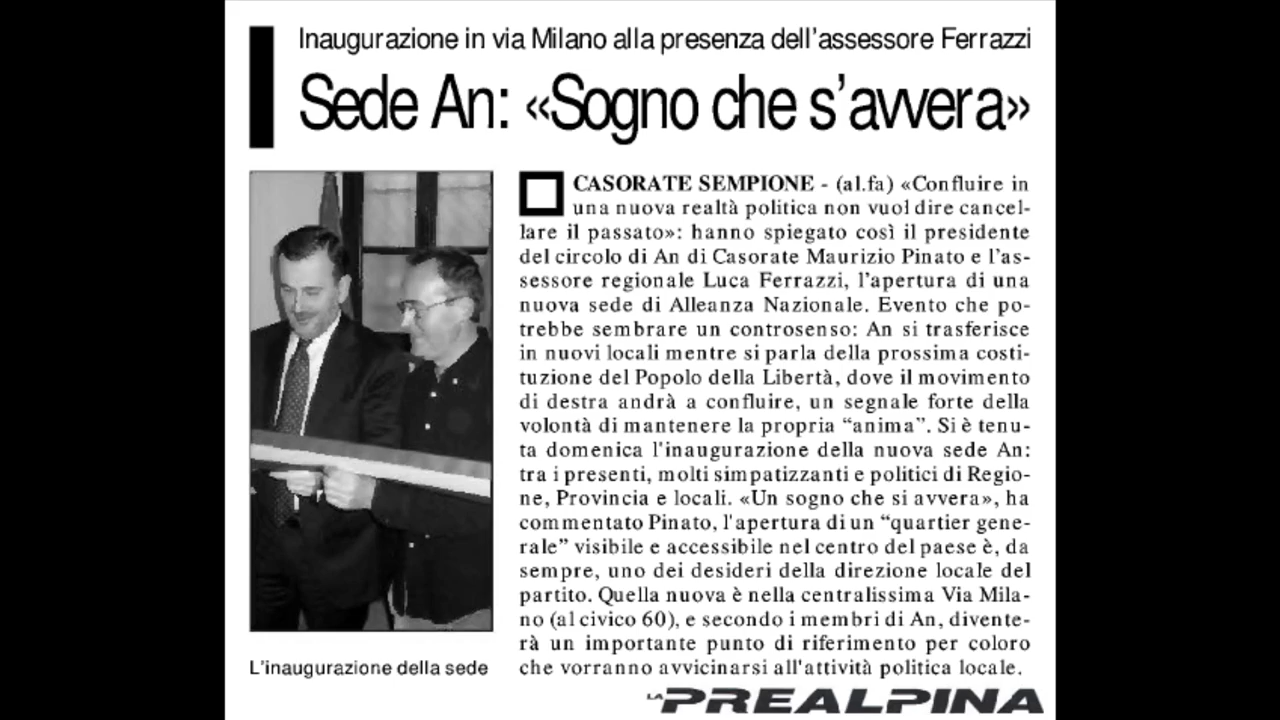 Inaugurazione in via Milano alla presenza dell'assessore Ferrazzi
Sede An: «Sogno che s'avvera»
CASORATE SEMPIONE - (al.fa) «Confluire in
una nuova realtà politica non vuol dire cancel-
lare il passato»: hanno spiegato così il presidente
del circolo di An di Casorate Maurizio Pinato e l'as-
sessore regionale Luca Ferrazzi, l'apertura di una
nuova sede di Alleanza Nazionale. Evento che po-
trebbe sembrare un controsenso: An si trasferisce
in nuovi locali mentre si parla della prossima costi-
tuzione del Popolo della Libertà, dove il movimento
di destra andrà a confluire, un segnale forte della
volontà di mantenere la propria “anima”. Si è tenu-
ta domenica l'inaugurazione della nuova sede An:
tra i presenti, molti simpatizzanti e politici di Regio-
ne, Provincia e locali. «Un sogno che si avvera», ha
commentato Pinato, l'apertura di un “quartier gene-
rale” visibile e accessibile nel centro del paese è, da
sempre, uno dei desideri della direzione locale del
partito. Quella nuova è nella centralissima Via Mila-
no (al civico 60), e secondo i membri di An, divente-
rà un importante punto di riferimento per coloro
che vorranno avvicinarsi all'attività politica locale.
L'inaugurazione della sede
LA PREALPINA